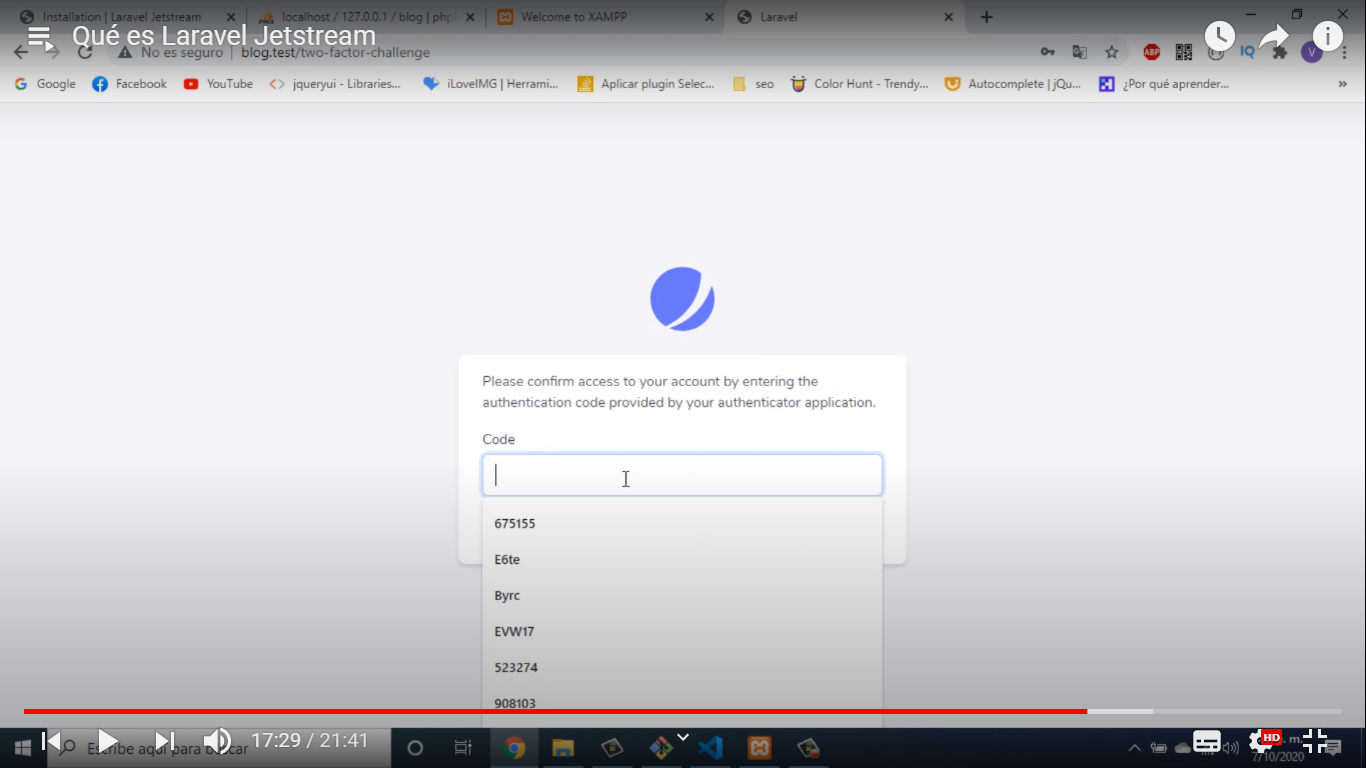 Installation | Laravel Jetstream
localhost / 127.0.0.1 / blog | php
Welcome to XAMPP
Laravel
Qué es Laravel Jetstream
No es seguro
blog.test/two-factor-challenge
ABP
IQ
V
Google
Facebook
YouTube
jqueryui - Libraries...
iLoveIMG | Herrami...
Aplicar plugin Selec...
seo
Color Hunt - Trendy...
Autocomplete | jQu...
¿Por qué aprender...
»
Please confirm access to your account by entering the
authentication code provided by your authenticator application.
Code
675155
E6te
Byrc
EVW17
523274
908103
Escribe aquí para buscar
17:29 / 21:41
HD
. m.
7/10/2020